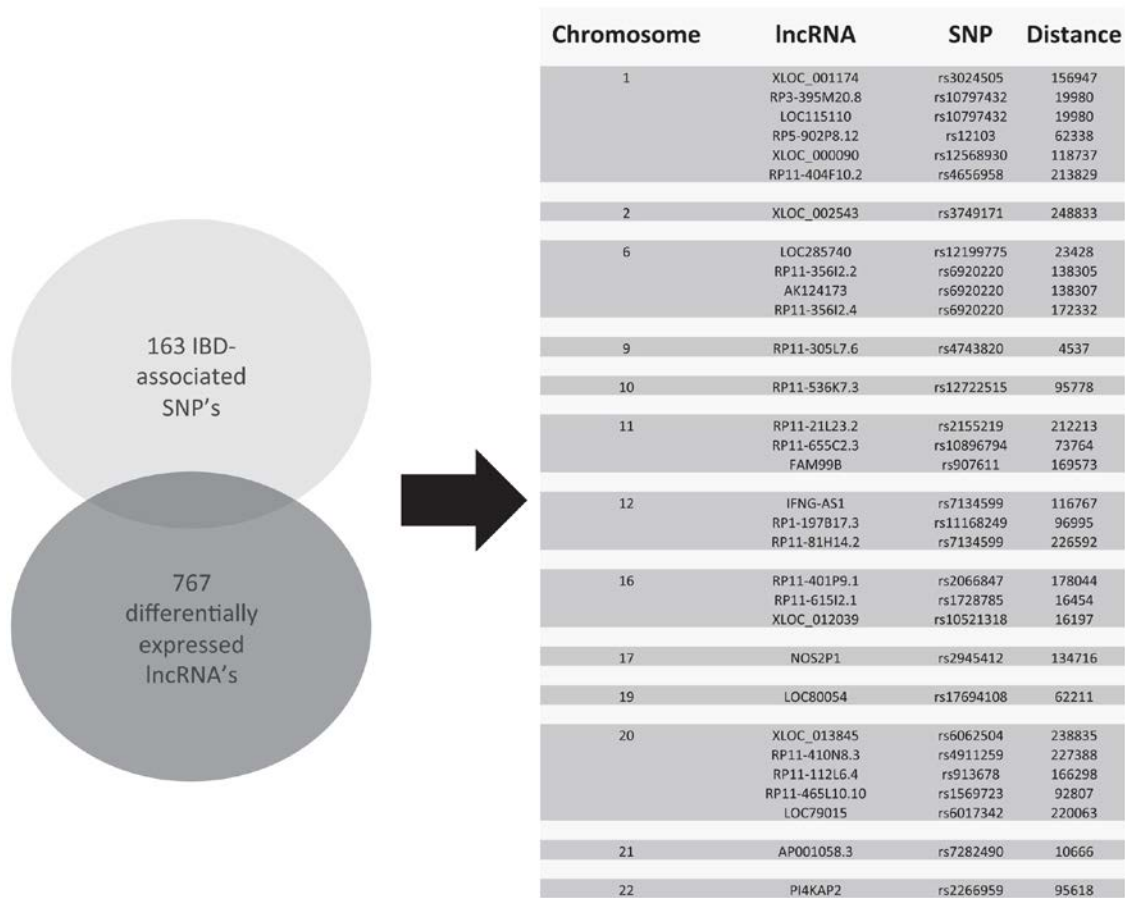 163 IBD-
associated
SNP's
767
differentially
expressed
lncRNA's
Chromosome lncRNA SNP Distance
1 XLOC_001174 rs3024505 156947
RP3-395M20.8 rs10797432 19980
LOC115110 rs10797432 19980
RP5-902P8.12 rs12103 62338
XLOC_000090 rs12568930 118737
RP11-404F10.2 rs4656958 213829
2 XLOC_002543 rs3749171 248833
6 LOC285740 rs12199775 23428
RP11-356I2.2 rs6920220 138305
AK124173 rs6920220 138307
RP11-356I2.4 rs6920220 172332
9 RP11-305L7.6 rs4743820 4537
10 RP11-536K7.3 rs12722515 95778
11 RP11-21L23.2 rs2155219 212213
RP11-655C2.3 rs10896794 73764
FAM99B rs907611 169573
12 IFNG-AS1 rs7134599 116767
RP1-197B17.3 rs11168249 96995
RP11-81H14.2 rs7134599 226592
16 RP11-401P9.1 rs2066847 178044
RP11-615I2.1 rs1728785 16454
XLOC_012039 rs10521318 16197
17 NOS2P1 rs2945412 134716
19 LOC80054 rs17694108 62211
20 XLOC_013845 rs6062504 238835
RP11-410N8.3 rs4911259 227388
RP11-112L6.4 rs913678 166298
RP11-465L10.10 rs1569723 92807
LOC79015 rs6017342 220063
21 AP001058.3 rs7282490 10666
22 PI4KAP2 rs2266959 95618